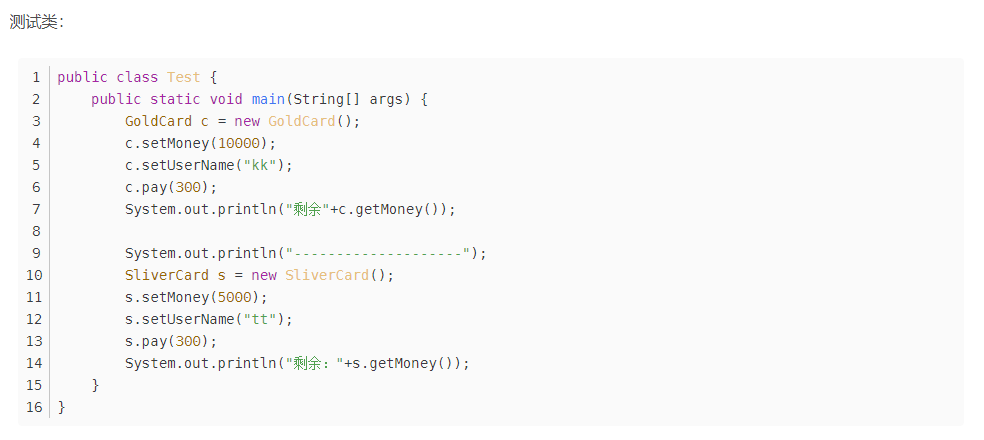 测试类：
1 public class Test {
2     public static void main(String[] args) {
3         GoldCard c = new GoldCard();
4         c.setMoney(10000);
5         c.setUserName("kk");
6         c.pay(300);
7         System.out.println("剩余"+c.getMoney());
8
9         System.out.println("--------------------");
10         SliverCard s = new SliverCard();
11         s.setMoney(5000);
12         s.setUserName("tt");
13         s.pay(300);
14         System.out.println("剩余："+s.getMoney());
15     }
16 }